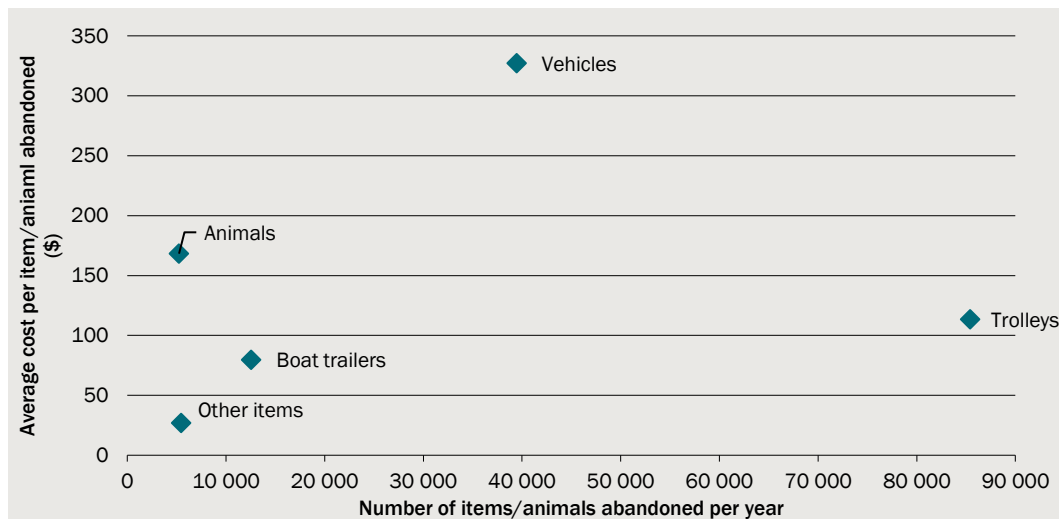 Average cost per item/aniaml abandoned
($)
350
300
250
200
150
100
50
0
Vehicles
Animals
Trolleys
Boat trailers
Other items
0 10 000 20 000 30 000 40 000 50 000 60 000 70 000 80 000 90 000
Number of items/animals abandoned per year